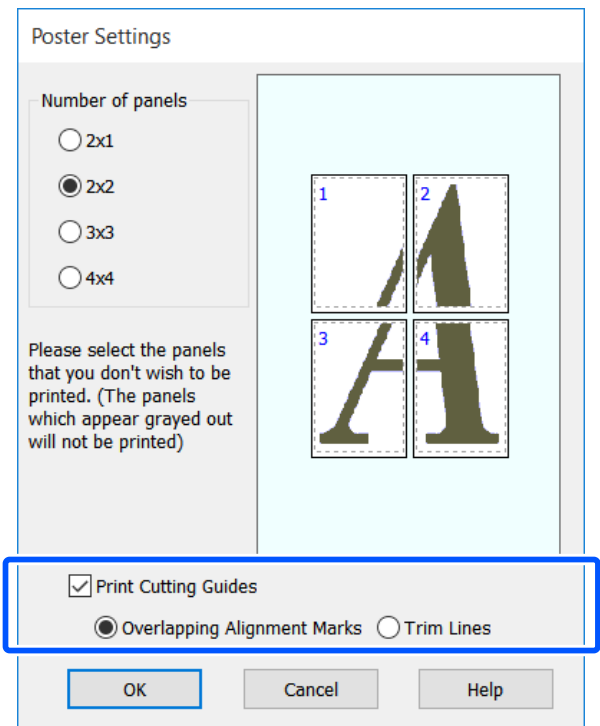 Poster Settings
Number of panels
2x1
2x2
3x3
4x4
1
2
3
4
Please select the panels
that you don't wish to be
printed. (The panels
which appear grayed out
will not be printed)
Print Cutting Guides
Overlapping Alignment Marks Trim Lines
OK Cancel Help